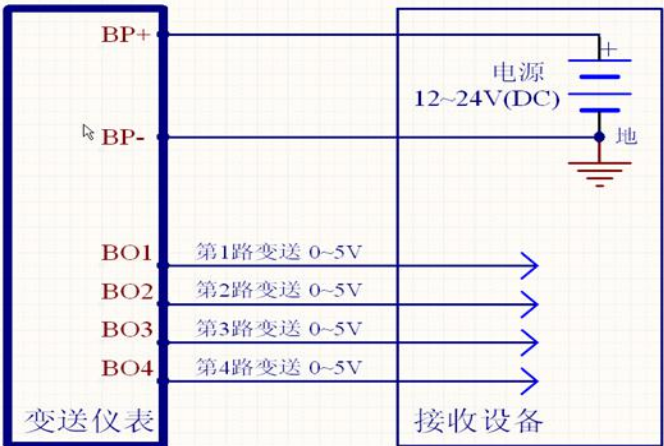 BP+
+
电源
12~24V(DC)
BP-
地
BO1 第1路变送 0~5V
BO2 第2路变送 0~5V
BO3 第3路变送 0~5V
BO4 第4路变送 0~5V
变送仪表
接收设备